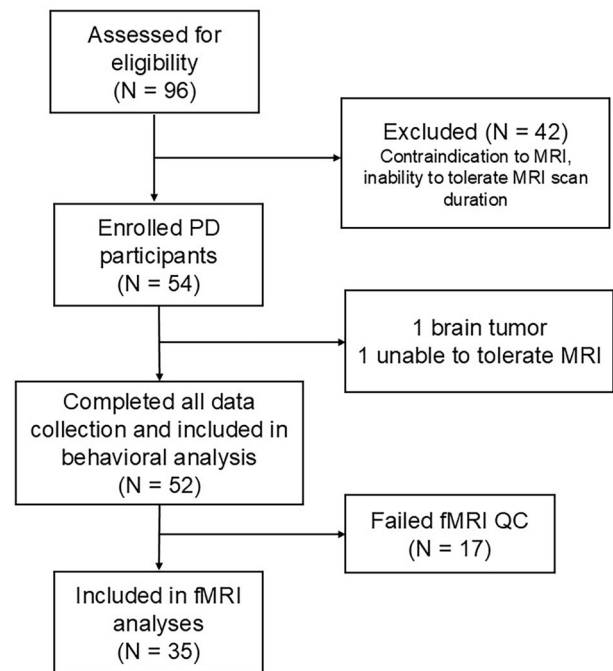 Assessed for
eligibility
(N = 96)
Excluded (N = 42)
Contraindication to MRI,
inability to tolerate MRI scan
duration
Enrolled PD
participants
(N = 54)
1 brain tumor
1 unable to tolerate MRI
Completed all data
collection and included in
behavioral analysis
(N = 52)
Failed fMRI QC
(N = 17)
Included in fMRI
analyses
(N = 35)